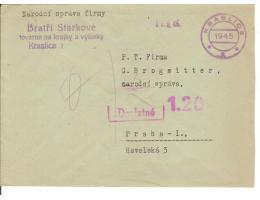 Národní správa firmy
Bratří Starkové
továrna na krajky a výšivky
Kraslice
KRASLICE
1945
P. T. Firma
G. Brogsitter,
národní správa,
Doplatné
1.20
Praha-I.,
Havelská 3